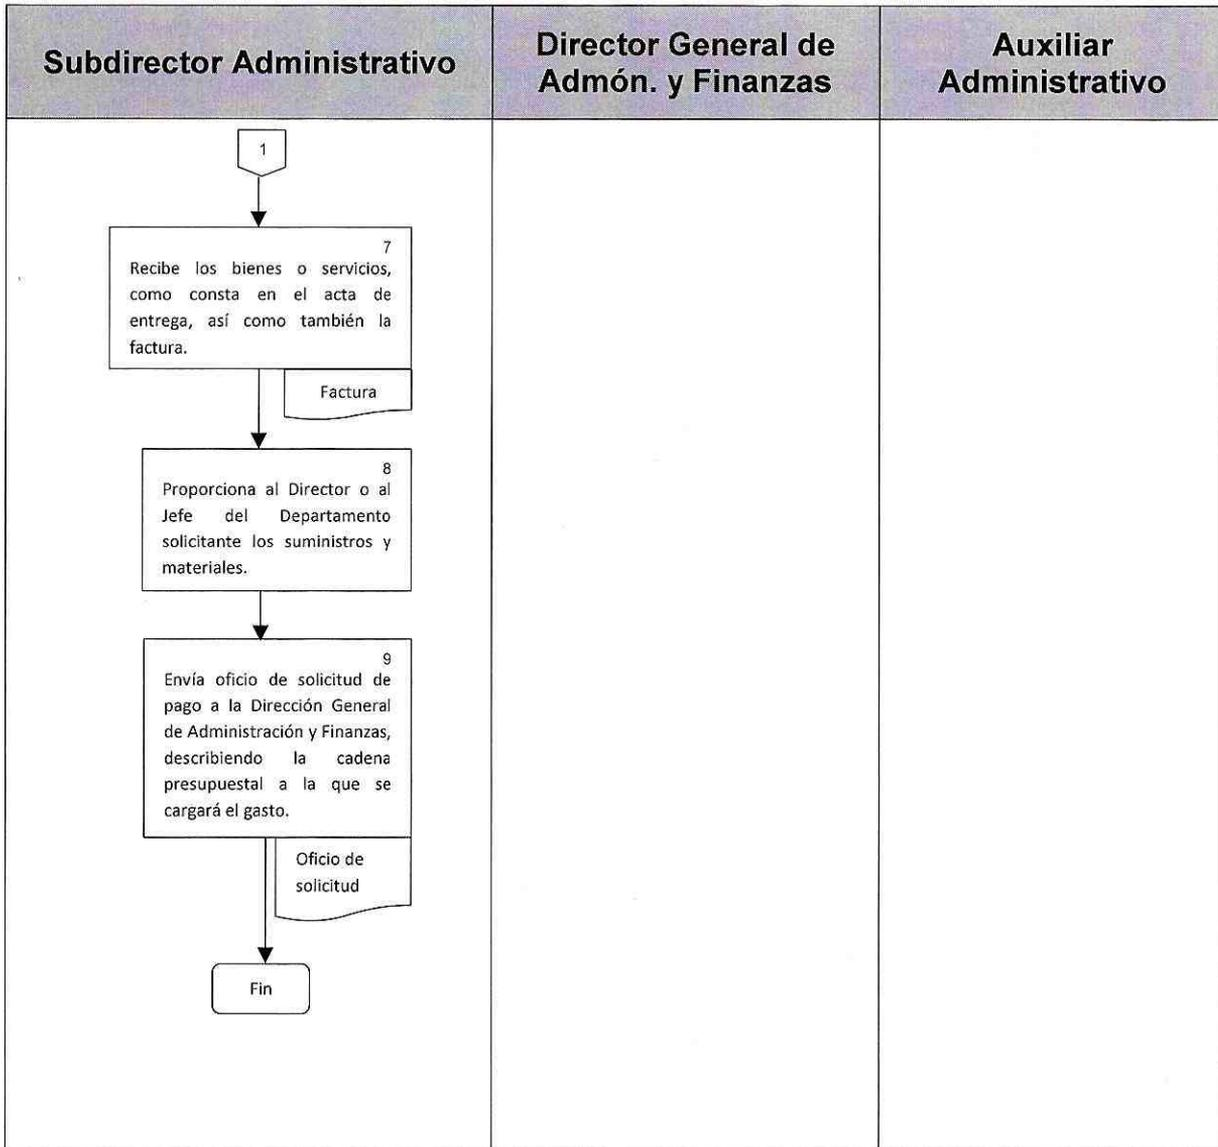 Subdirector Administrativo
Director General de
Admón. y Finanzas
Auxiliar
Administrativo
1
7
Recibe los bienes o servicios,
como consta en el acta de
entrega, así como también la
factura.
Factura
8
Proporciona al Director o al
Jefe del Departamento
solicitante los suministros y
materiales.
9
Envía oficio de solicitud de
pago a la Dirección General
de Administración y Finanzas,
describiendo la cadena
presupuestal a la que se
cargará el gasto.
Oficio de
solicitud
Fin